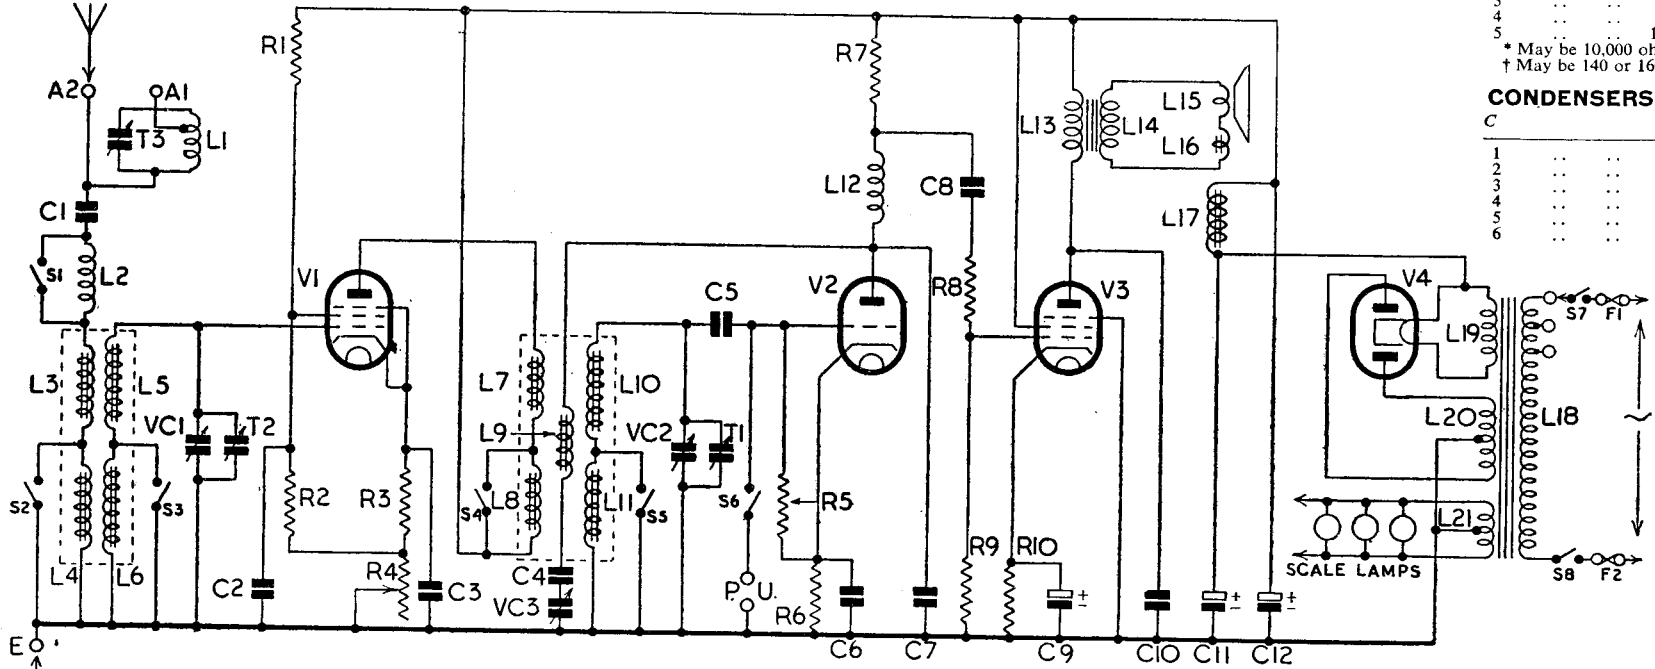 3 .. ..
4 .. ..
5 .. .. 1
* May be 10,000 oh
† May be 140 or 16
CONDENSERS
C
1 .. ..
2 .. ..
3 .. ..
4 .. ..
5 .. ..
6 .. ..
R1
R7
A2
A1
T3
L1
L13
L14
L15
L16
L12
C8
C1
L17
S1
L2
V1
C5
V2
R8
V3
V4
S7
F1
L19
L3
L5
L7
L10
L9
VC1
T2
VC2
T1
L20
L18
S2
S3
R2
R3
S4
L8
L11
S5
S6
R5
L21
R9
R10
L4
L6
R4
C2
C3
C4
VC3
P.U.
R6
SCALE LAMPS
S8
F2
~
+
−
+
−
+
−
E
C6
C7
C9
C10
C11
C12